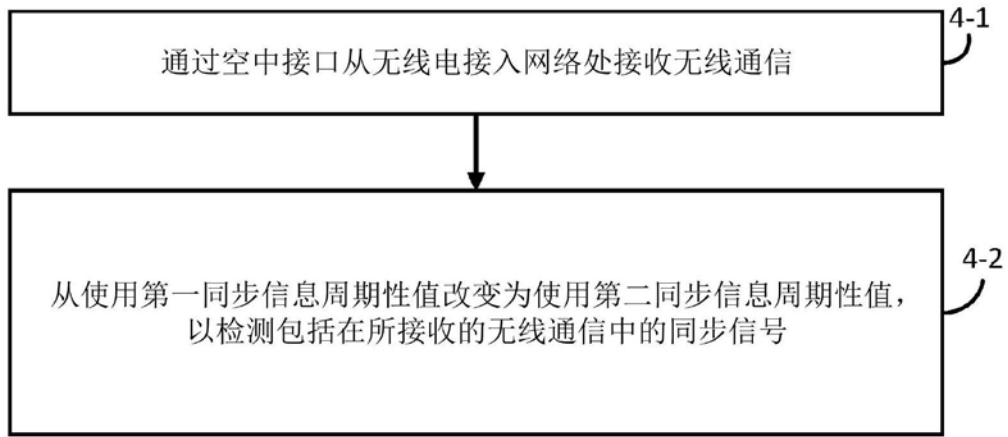 4-1
通过空中接口从无线电接入网络处接收无线通信
4-2
从使用第一同步信息周期性值改变为使用第二同步信息周期性值，
以检测包括在所接收的无线通信中的同步信号